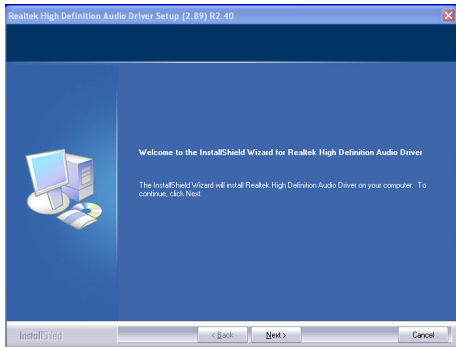 Realtek High Definition Audio Driver Setup (2.89) R2.40
Welcome to the InstallShield Wizard for Realtek High Definition Audio Driver
The InstallShield Wizard will install Realtek High Definition Audio Driver on your computer. To
continue, click Next.
InstallShield
< Back
Next >
Cancel